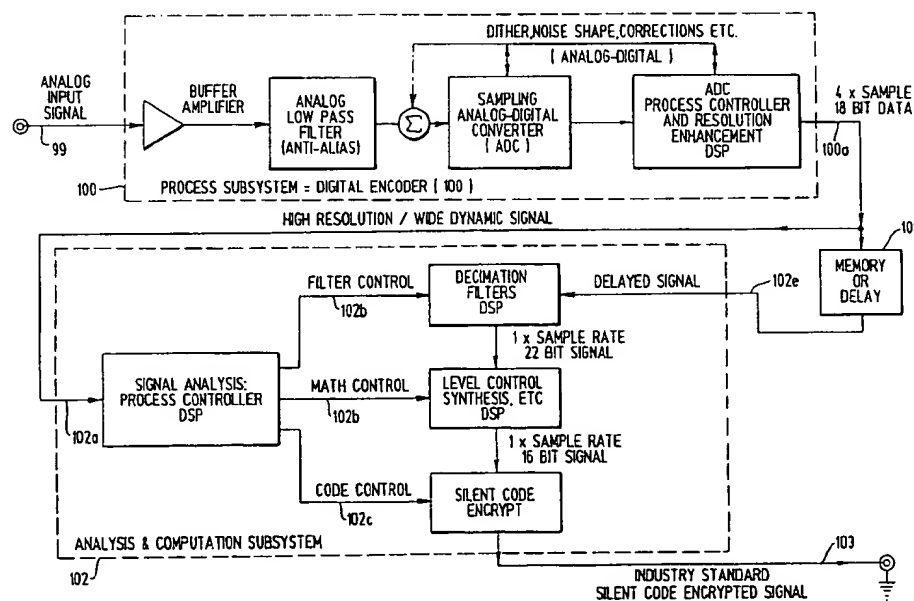 DITHER, NOISE SHAPE, CORRECTIONS ETC.
( ANALOG-DIGITAL )
ANALOG
INPUT
SIGNAL
99
BUFFER
AMPLIFIER
ANALOG
LOW PASS
FILTER
(ANTI-ALIAS)
Σ
SAMPLING
ANALOG-DIGITAL
CONVERTER
( ADC )
ADC
PROCESS CONTROLLER
AND RESOLUTION
ENHANCEMENT
DSP
4 x SAMPLE
18 BIT DATA
100a
100
PROCESS SUBSYSTEM = DIGITAL ENCODER ( 100 )
HIGH RESOLUTION / WIDE DYNAMIC SIGNAL
10
MEMORY
OR
DELAY
FILTER CONTROL
102b
DECIMATION
FILTERS
DSP
DELAYED SIGNAL
102e
1 x SAMPLE RATE
22 BIT SIGNAL
SIGNAL ANALYSIS:
PROCESS CONTROLLER
DSP
102a
MATH CONTROL
102b
LEVEL CONTROL
SYNTHESIS, ETC
DSP
1 x SAMPLE RATE
16 BIT SIGNAL
CODE CONTROL
102c
SILENT CODE
ENCRYPT
ANALYSIS & COMPUTATION SUBSYSTEM
102
103
INDUSTRY STANDARD
SILENT CODE ENCRYPTED SIGNAL